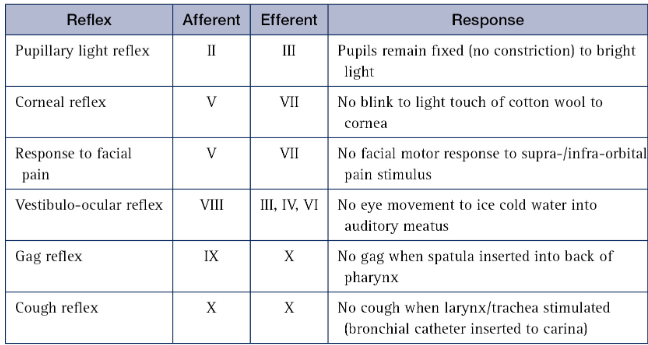 Reflex Afferent Efferent Response
Pupillary light reflex II III Pupils remain fixed (no constriction) to bright
light
Corneal reflex V VII No blink to light touch of cotton wool to
cornea
Response to facial V VII No facial motor response to supra-/infra-orbital
pain pain stimulus
Vestibulo-ocular reflex VIII III, IV, VI No eye movement to ice cold water into
auditory meatus
Gag reflex IX X No gag when spatula inserted into back of
pharynx
Cough reflex X X No cough when larynx/trachea stimulated
(bronchial catheter inserted to carina)